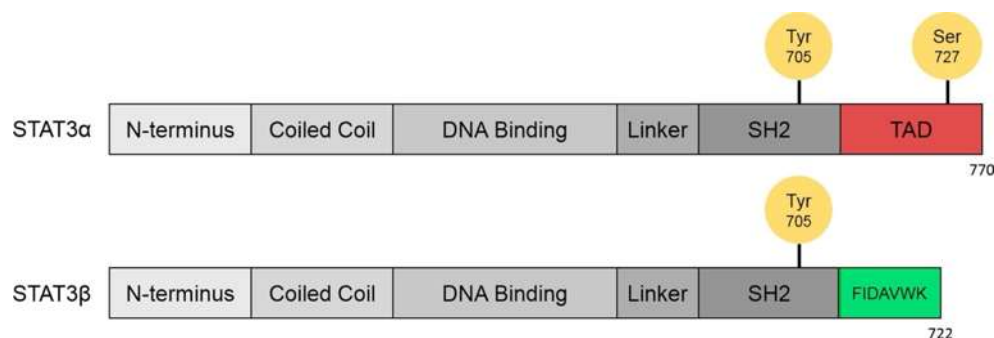 Tyr
705
Ser
727
STAT3α N-terminus Coiled Coil DNA Binding Linker SH2 TAD
770
Tyr
705
STAT3β N-terminus Coiled Coil DNA Binding Linker SH2 FIDAVWK
722